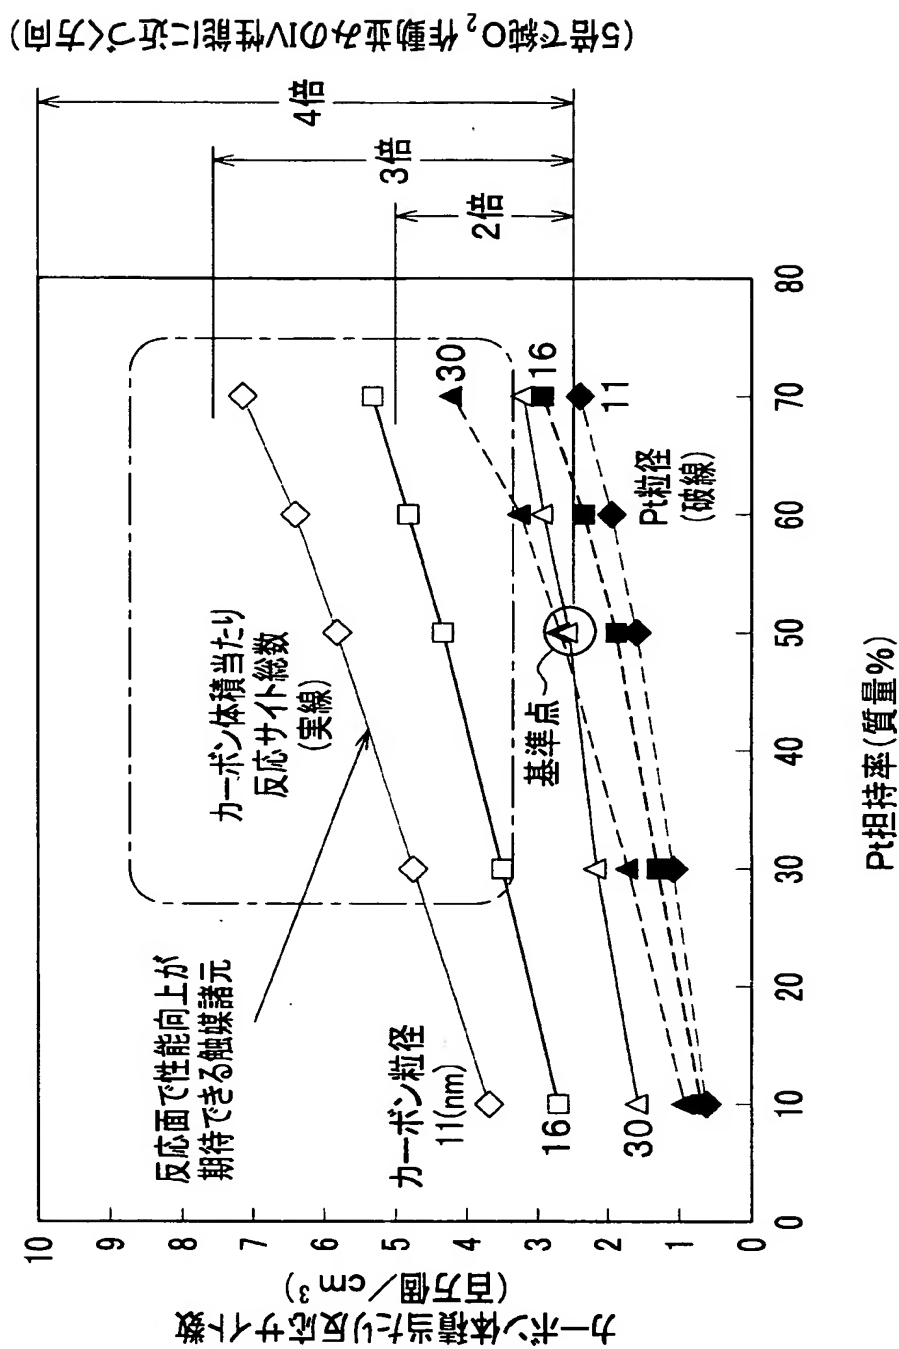 (5倍で純O2作動並みのIV性能に近づく方向)
4倍
3倍
2倍
カーボン体積当たり反応サイト数
(百万個/cm3)
10
9
8
7
6
5
4
3
2
1
0
反応面で性能向上が
期待できる触媒諸元
カーボン体積当たり
反応サイト総数
(実線)
カーボン粒径
11(nm)
16
30
基準点
30
16
11
Pt粒径
(破線)
0
10
20
30
40
50
60
70
80
Pt担持率(質量%)